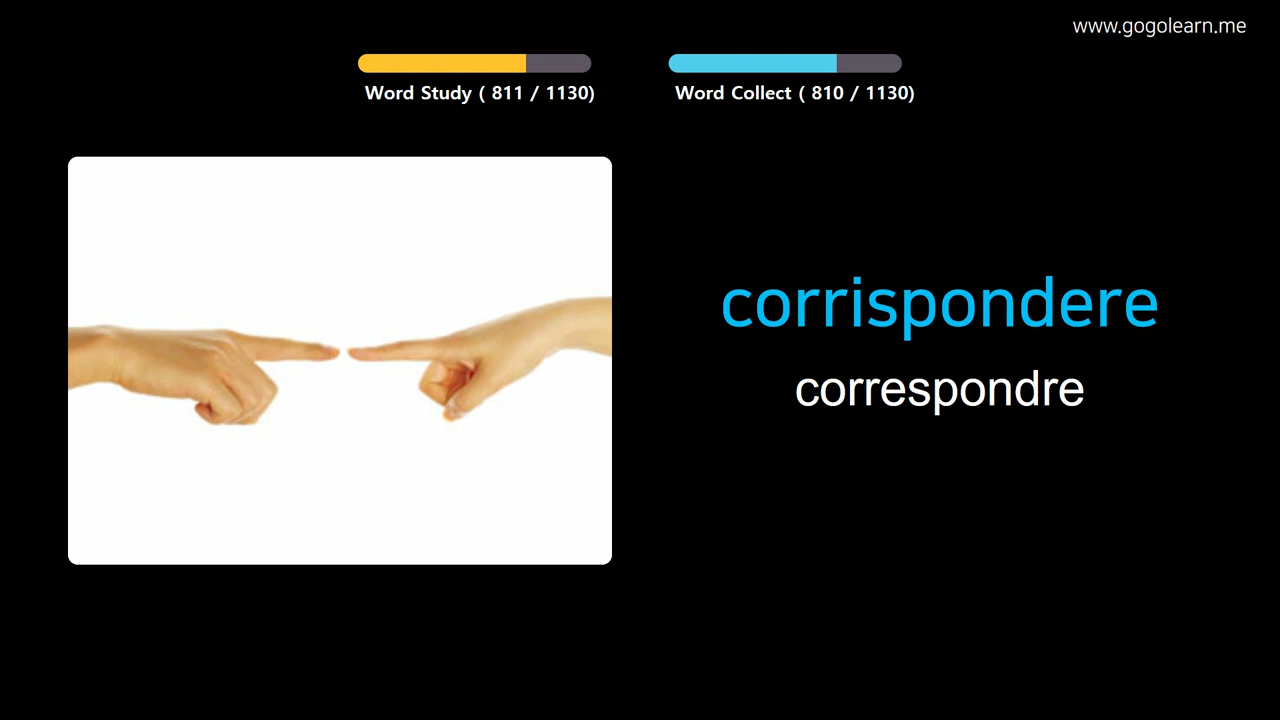 www.gogolearn.me
Word Study ( 811 / 1130)
Word Collect ( 810 / 1130)
corrispondere
correspondre